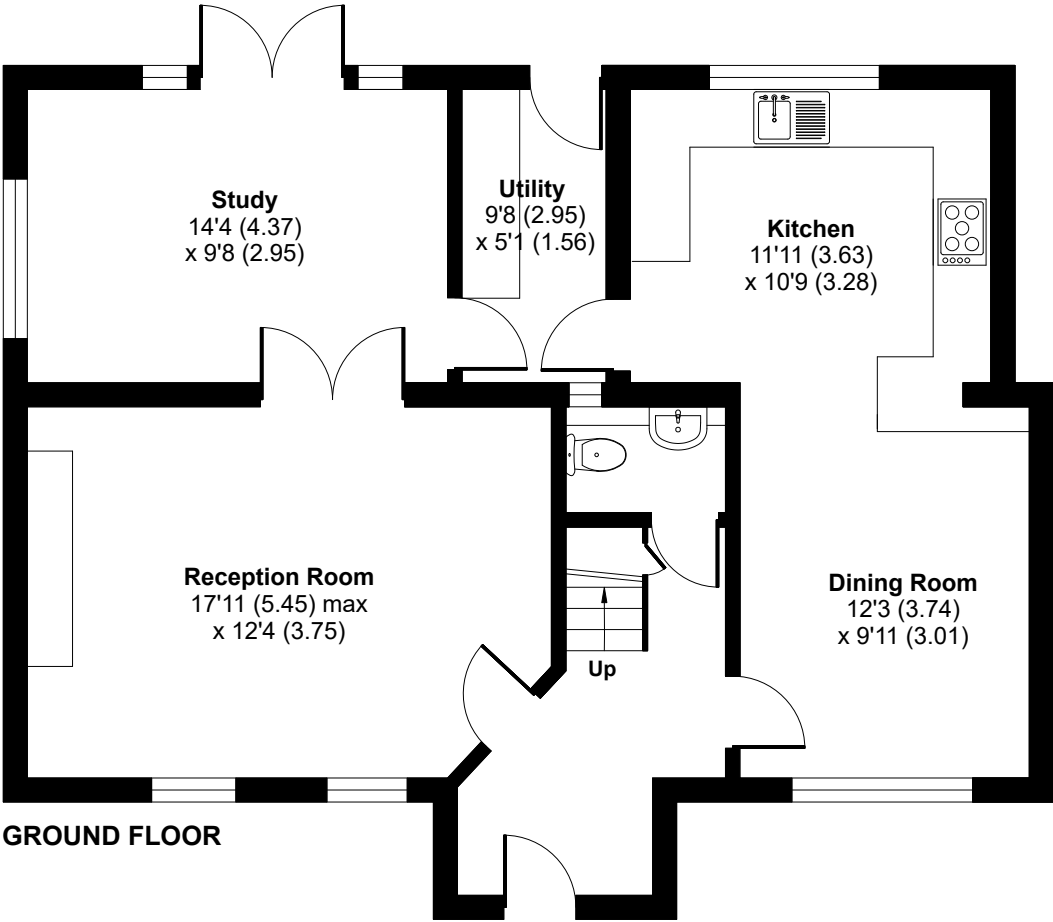 Study
14'4 (4.37)
x 9'8 (2.95)
Utility
9'8 (2.95)
x 5'1 (1.56)
Kitchen
11'11 (3.63)
x 10'9 (3.28)
Reception Room
17'11 (5.45) max
x 12'4 (3.75)
Dining Room
12'3 (3.74)
x 9'11 (3.01)
Up
GROUND FLOOR